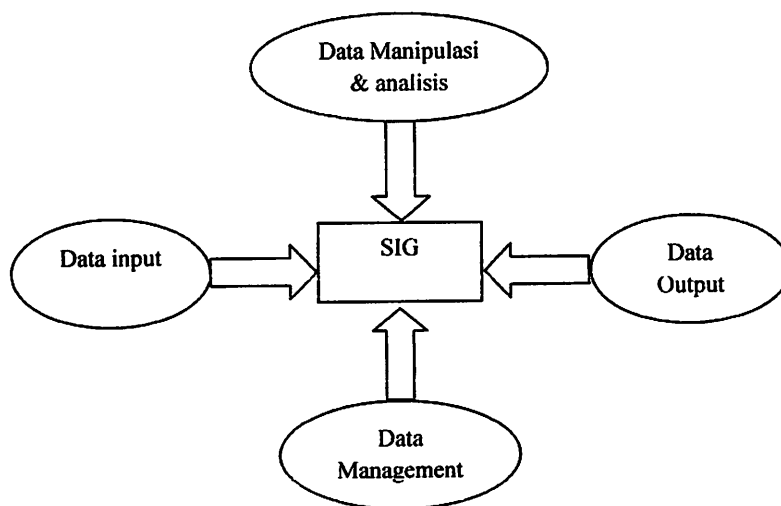 Data Manipulasi
& analisis
Data input
SIG
Data
Output
Data
Management